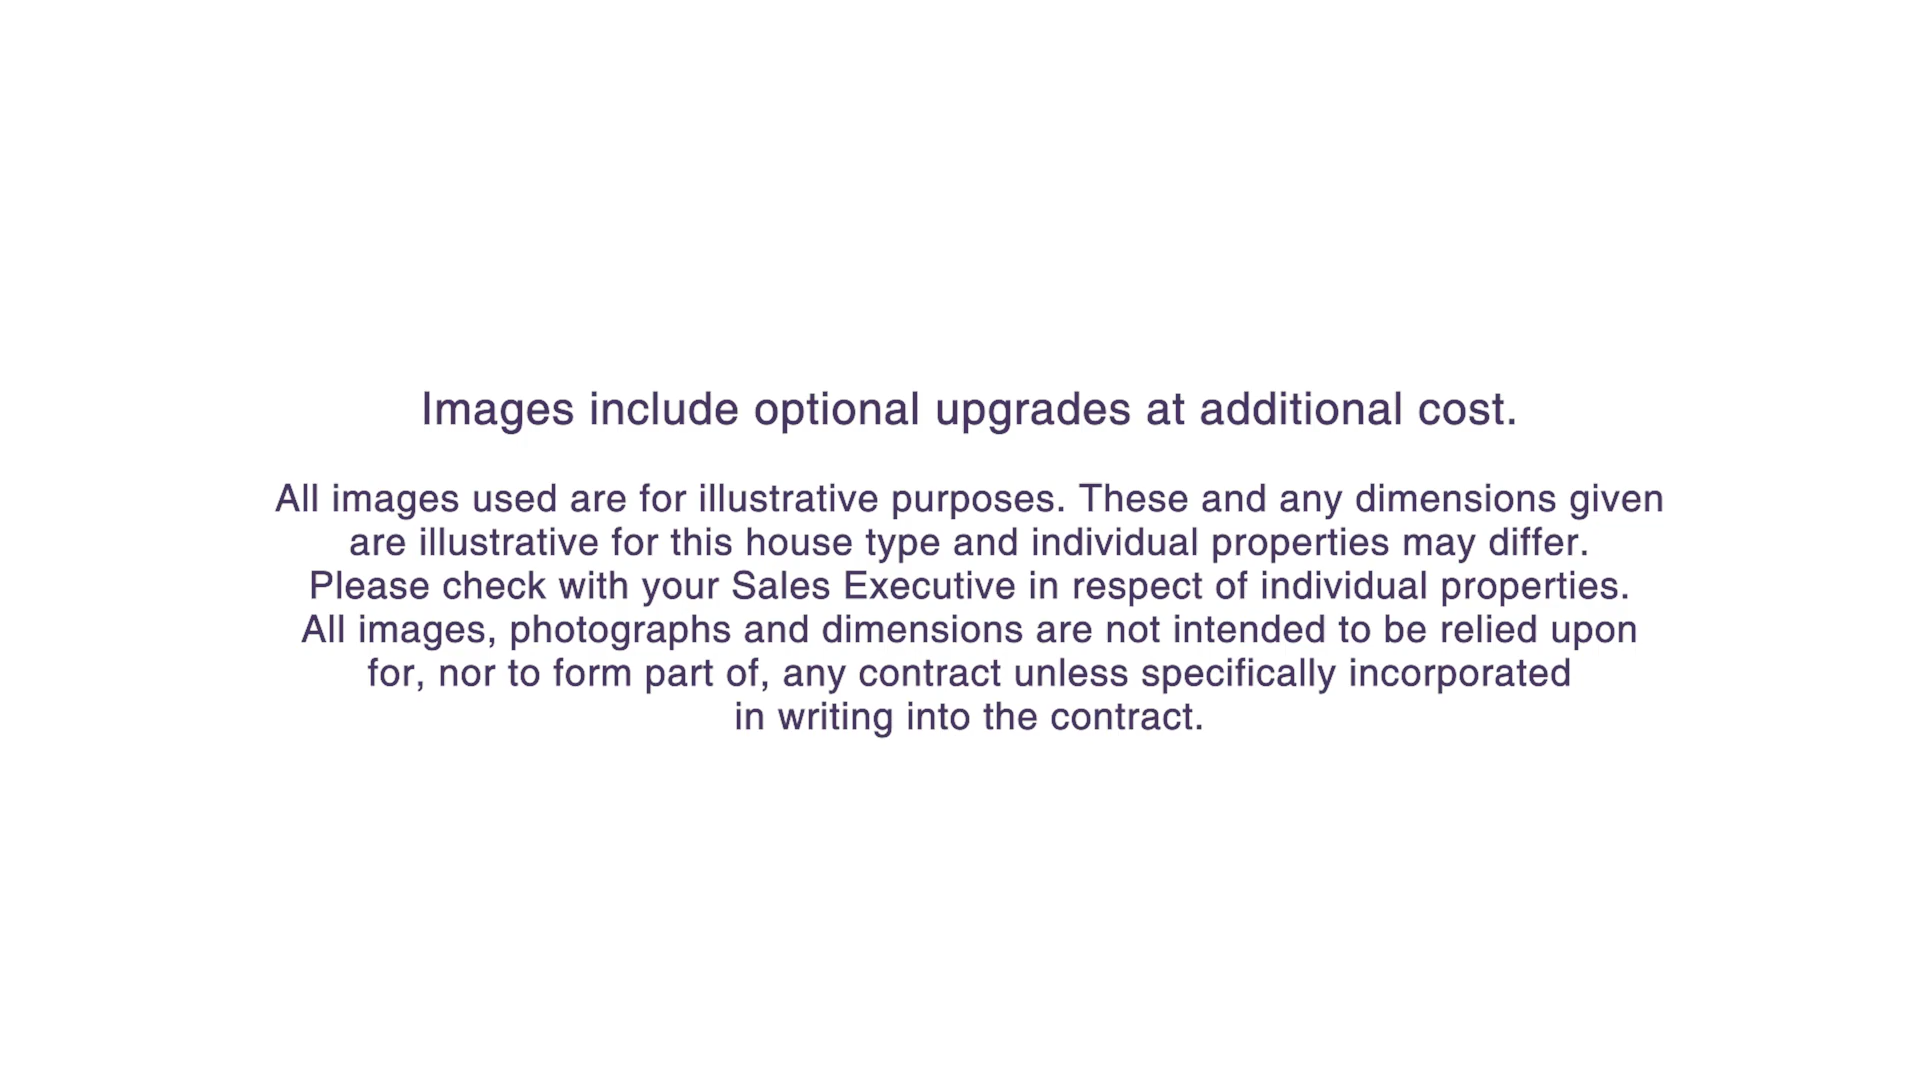 Images include optional upgrades at additional cost.
All images used are for illustrative purposes. These and any dimensions given
are illustrative for this house type and individual properties may differ.
Please check with your Sales Executive in respect of individual properties.
All images, photographs and dimensions are not intended to be relied upon
for, nor to form part of, any contract unless specifically incorporated
in writing into the contract.